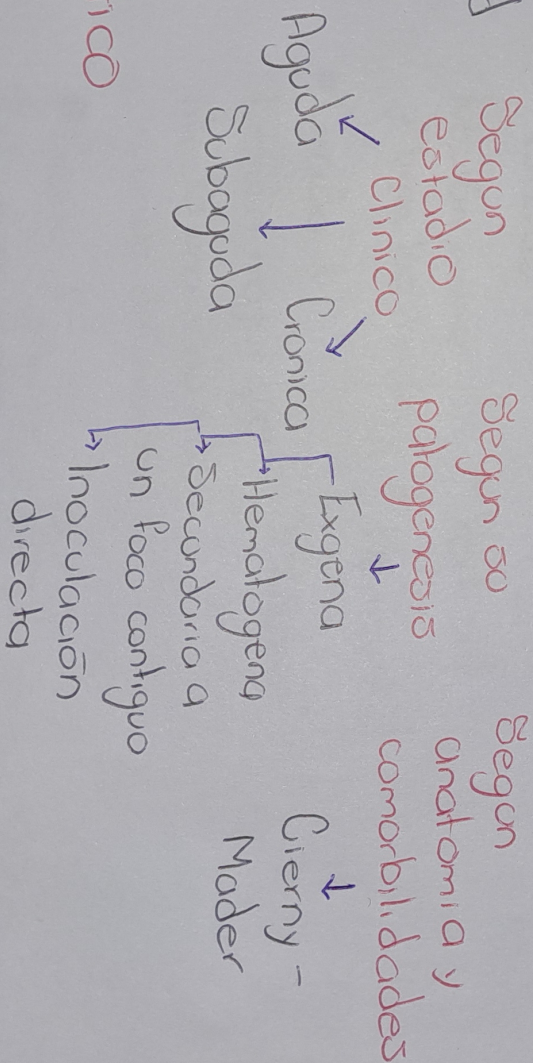 Segun
estadio
Clinico
Aguda
Subaguda
Cronica
Segun su
patogenesis
Exgena
Hematogena
Secundaria a
un foco contiguo
Inoculación
directa
Segun
anatomia y
comorbilidades
Cierny -
Mader